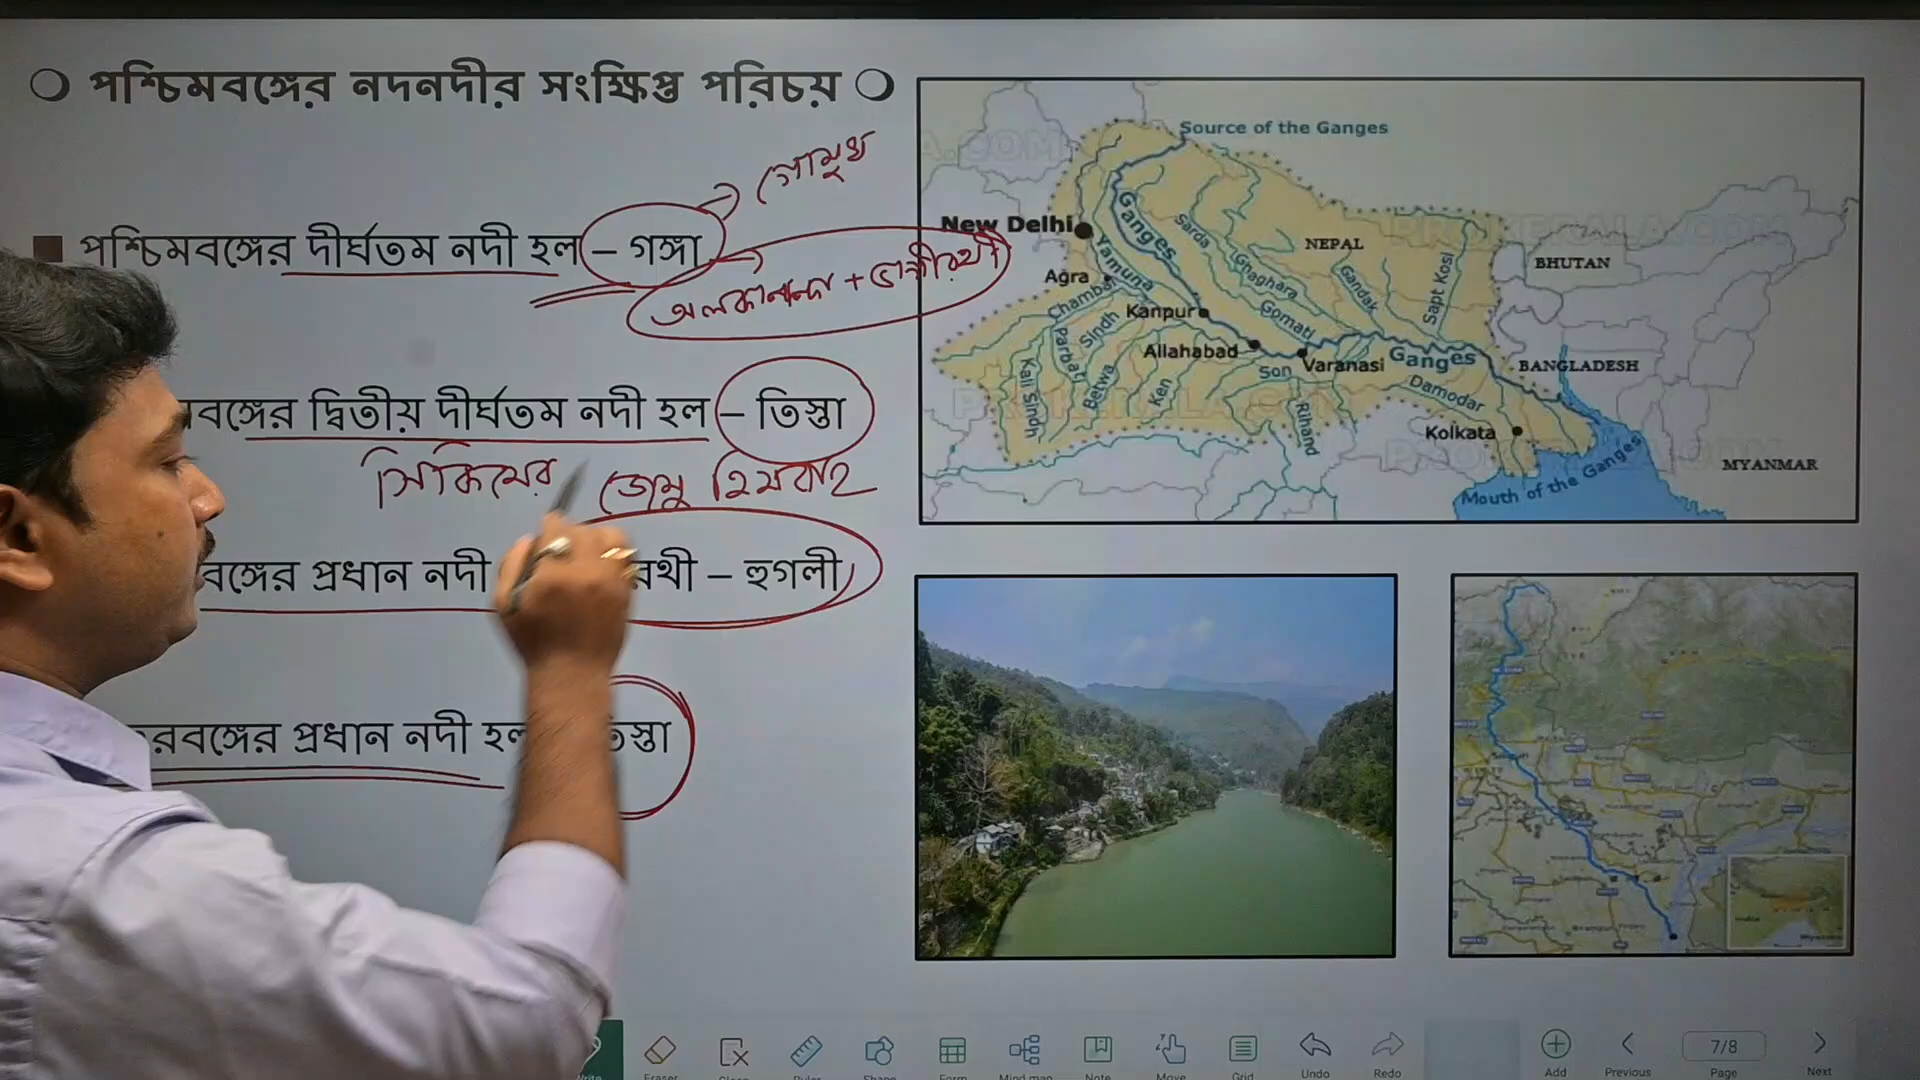 ○ পশ্চিমবঙ্গের নদনদীর সংক্ষিপ্ত পরিচয় ○
গোমুখ
পশ্চিমবঙ্গের দীর্ঘতম নদী হল – গঙ্গা
অলকানন্দা + ভাগীরথী
বঙ্গের দ্বিতীয় দীর্ঘতম নদী হল – তিস্তা
সিকিমের জেমু হিমবাহ
বঙ্গের প্রধান নদী রথী – হুগলী
রবঙ্গের প্রধান নদী হল তিস্তা
Source of the Ganges
New Delhi
Ganges
Yamuna
Sarda
NEPAL
BHUTAN
Agra
Ghaghara
Gandak
Sapt Kosi
Chambal
Kanpur
Sindh
Gomati
Parbati
Allahabad
Varanasi
Ganges
BANGLADESH
Kali Sindh
Betwa
Ken
Son
Rihand
Damodar
Kolkata
MYANMAR
Mouth of the Ganges
Write
Eraser
Clean
Ruler
Shape
Form
Mind map
Note
Move
Grid
Undo
Redo
Add
Previous
7/8
Page
Next